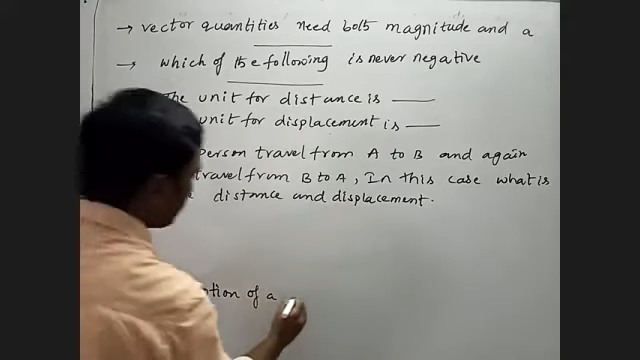 → vector quantities need both magnitude and a
→ which of the following is never negative
The unit for distance is ——
unit for displacement is ——
person travel from A to B and again
travel from B to A, In this case what is
distance and displacement.
of a